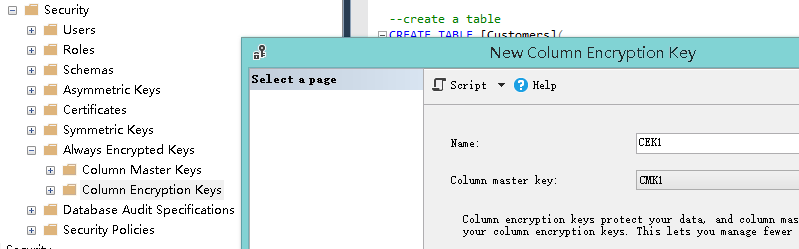 Security
Users
Roles
Schemas
Asymmetric Keys
Certificates
Symmetric Keys
Always Encrypted Keys
Column Master Keys
Column Encryption Keys
Database Audit Specifications
Security Policies
Security
--create a table
CREATE TABLE [Customers](
New Column Encryption Key
Select a page
Script
Help
Name:
CEK1
Column master key:
CMK1
Column encryption keys protect your data, and column mas
your column encryption keys. This lets you manage fewer